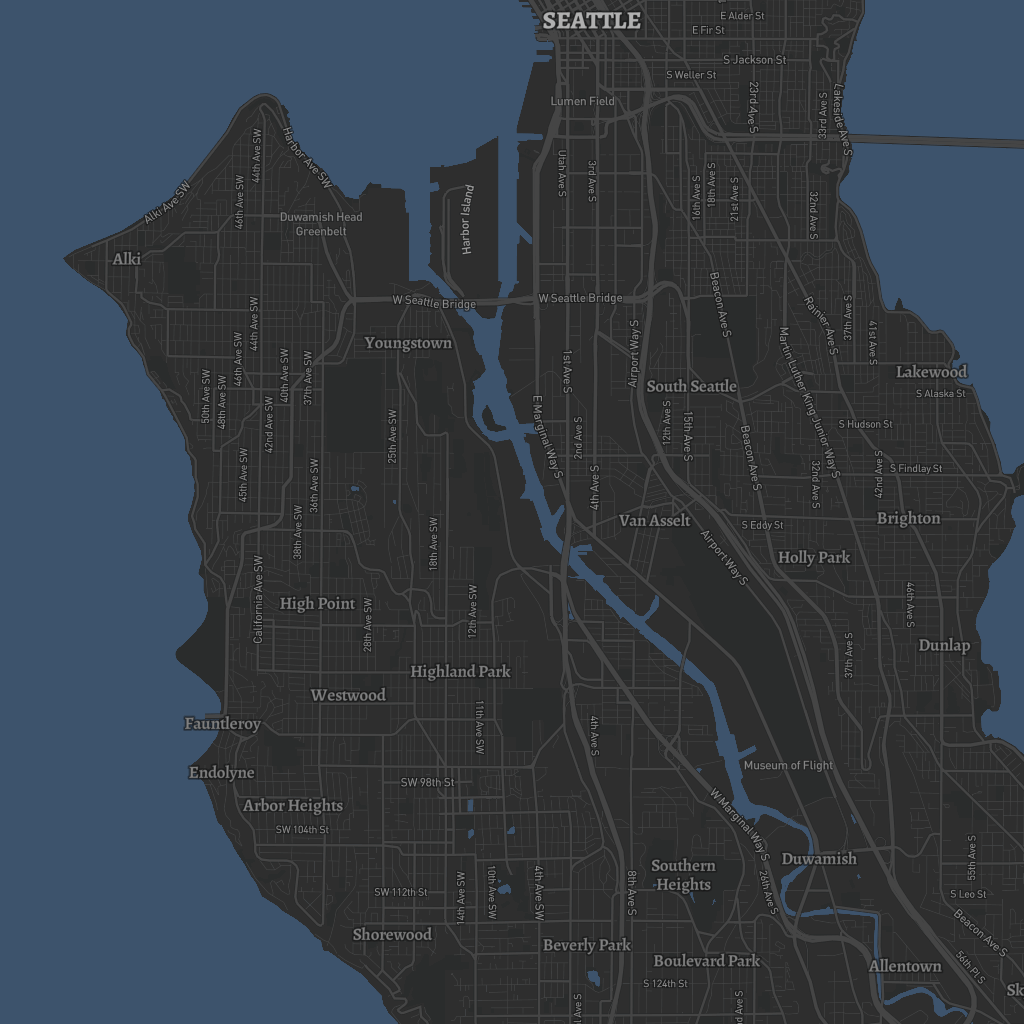 SEATTLE
E Alder St
E Fir St
S Jackson St
S Weller St
Lumen Field
23rd Ave S
33rd Ave S
Lakeside Ave S
Harbor Ave SW
44th Ave SW
Utah Ave S
3rd Ave S
16th Ave S
18th Ave S
21st Ave S
32nd Ave S
Alki Ave SW
46th Ave SW
Duwamish Head
Greenbelt
Harbor Island
Alki
W Seattle Bridge
W Seattle Bridge
Beacon Ave S
Rainier Ave S
37th Ave S
41st Ave S
44th Ave SW
46th Ave SW
40th Ave SW
37th Ave SW
Youngstown
1st Ave S
Airport Way S
South Seattle
Martin Luther King Junior Way S
Lakewood
S Alaska St
50th Ave SW
48th Ave SW
42nd Ave SW
25th Ave SW
E Marginal Way S
2nd Ave S
12th Ave S
15th Ave S
Beacon Ave S
S Hudson St
45th Ave SW
36th Ave SW
4th Ave S
32nd Ave S
42nd Ave S
S Findlay St
38th Ave SW
18th Ave SW
Van Asselt
S Eddy St
Brighton
Airport Way S
Holly Park
California Ave SW
High Point
28th Ave SW
12th Ave SW
46th Ave S
37th Ave S
Dunlap
Highland Park
Westwood
Fauntleroy
11th Ave SW
4th Ave S
Endolyne
SW 98th St
Museum of Flight
Arbor Heights
SW 104th St
W Marginal Way S
Duwamish
Southern
Heights
26th Ave S
55th Ave S
SW 112th St
14th Ave SW
10th Ave SW
4th Ave SW
8th Ave S
S Leo St
Shorewood
Beverly Park
Beacon Ave S
Boulevard Park
Allentown
56th Pl S
S 124th St
Sk